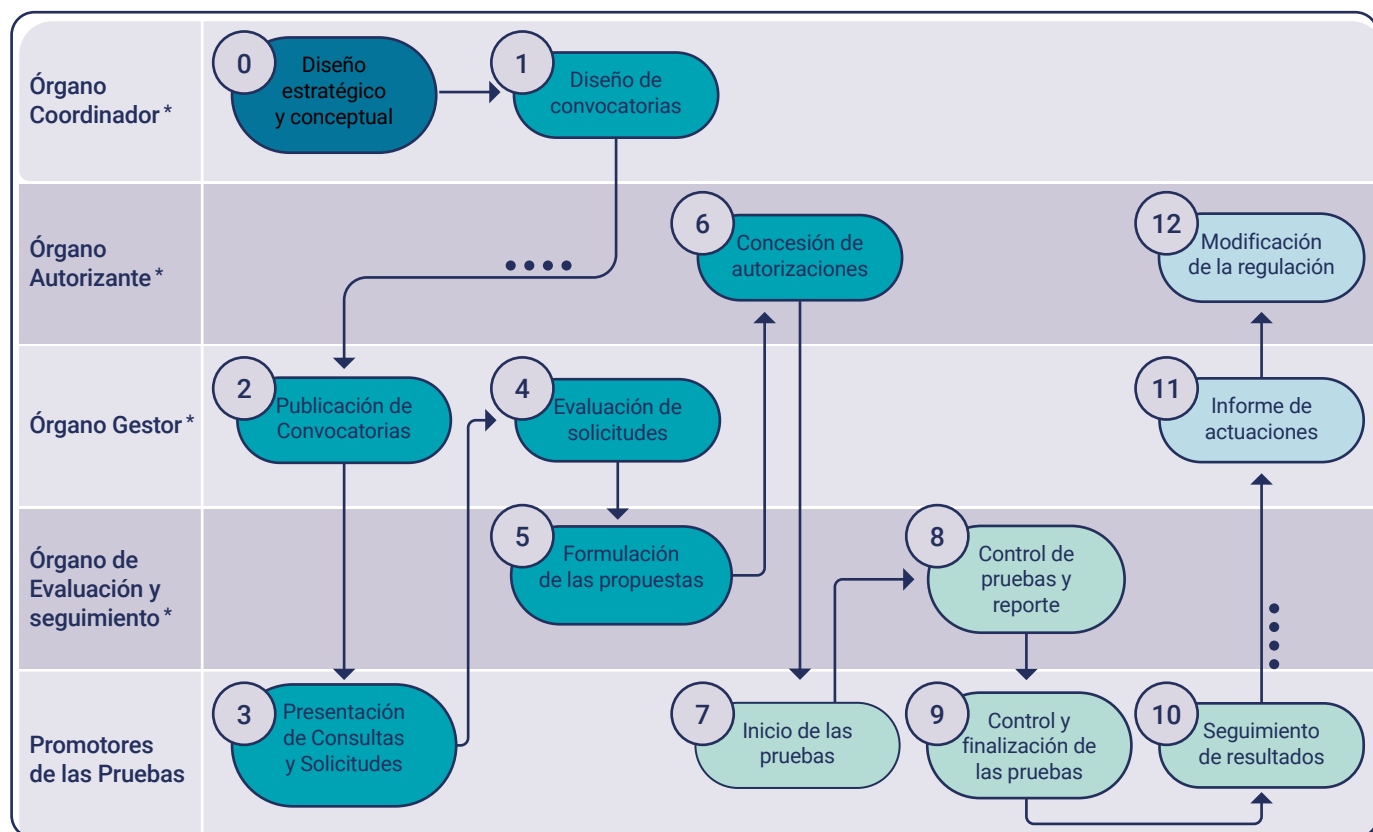 Órgano
Coordinador *
0
Diseño
estratégico
y conceptual
1
Diseño de
convocatorias
Órgano
Autorizante *
6
Concesión de
autorizaciones
12
Modificación
de la regulación
Órgano Gestor *
2
Publicación de
Convocatorias
4
Evaluación de
solicitudes
11
Informe de
actuaciones
Órgano de
Evaluación y
seguimiento *
5
Formulación
de las propuestas
8
Control de
pruebas y
reporte
Promotores
de las Pruebas
3
Presentación
de Consultas
y Solicitudes
7
Inicio de las
pruebas
9
Control y
finalización de
las pruebas
10
Seguimiento
de resultados